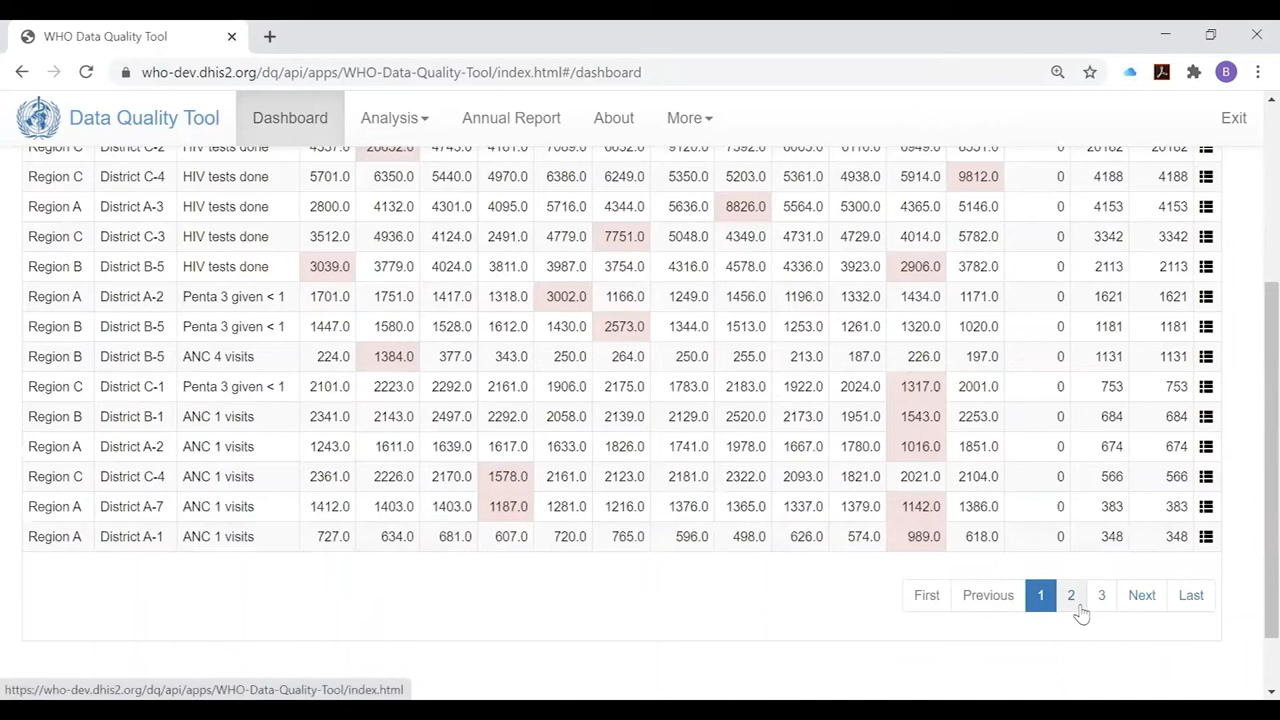 WHO Data Quality Tool
who-dev.dhis2.org/dq/api/apps/WHO-Data-Quality-Tool/index.html#/dashboard
B
Data Quality Tool Dashboard Analysis Annual Report About More Exit
Region C District C-2 HIV tests done
Region C District C-4 HIV tests done 5701.0 6350.0 5440.0 4970.0 6386.0 6249.0 5350.0 5203.0 5361.0 4938.0 5914.0 9812.0 0 4188 4188
Region A District A-3 HIV tests done 2800.0 4132.0 4301.0 4095.0 5716.0 4344.0 5636.0 8826.0 5564.0 5300.0 4365.0 5146.0 0 4153 4153
Region C District C-3 HIV tests done 3512.0 4936.0 4124.0 2491.0 4779.0 7751.0 5048.0 4349.0 4731.0 4729.0 4014.0 5782.0 0 3342 3342
Region B District B-5 HIV tests done 3039.0 3779.0 4024.0 3811.0 3987.0 3754.0 4316.0 4578.0 4336.0 3923.0 2906.0 3782.0 0 2113 2113
Region A District A-2 Penta 3 given < 1 1701.0 1751.0 1417.0 1318.0 3002.0 1166.0 1249.0 1456.0 1196.0 1332.0 1434.0 1171.0 0 1621 1621
Region B District B-5 Penta 3 given < 1 1447.0 1580.0 1528.0 1612.0 1430.0 2573.0 1344.0 1513.0 1253.0 1261.0 1320.0 1020.0 0 1181 1181
Region B District B-5 ANC 4 visits 224.0 1384.0 377.0 343.0 250.0 264.0 250.0 255.0 213.0 187.0 226.0 197.0 0 1131 1131
Region C District C-1 Penta 3 given < 1 2101.0 2223.0 2292.0 2161.0 1906.0 2175.0 1783.0 2183.0 1922.0 2024.0 1317.0 2001.0 0 753 753
Region B District B-1 ANC 1 visits 2341.0 2143.0 2497.0 2292.0 2058.0 2139.0 2129.0 2520.0 2173.0 1951.0 1543.0 2253.0 0 684 684
Region A District A-2 ANC 1 visits 1243.0 1611.0 1639.0 1617.0 1633.0 1826.0 1741.0 1978.0 1667.0 1780.0 1016.0 1851.0 0 674 674
Region C District C-4 ANC 1 visits 2361.0 2226.0 2170.0 1578.0 2161.0 2123.0 2181.0 2322.0 2093.0 1821.0 2021.0 2104.0 0 566 566
Region A District A-7 ANC 1 visits 1412.0 1403.0 1403.0 1187.0 1281.0 1216.0 1376.0 1365.0 1337.0 1379.0 1142.0 1386.0 0 383 383
Region A District A-1 ANC 1 visits 727.0 634.0 681.0 607.0 720.0 765.0 596.0 498.0 626.0 574.0 989.0 618.0 0 348 348
First Previous 1 2 3 Next Last
https://who-dev.dhis2.org/dq/api/apps/WHO-Data-Quality-Tool/index.html